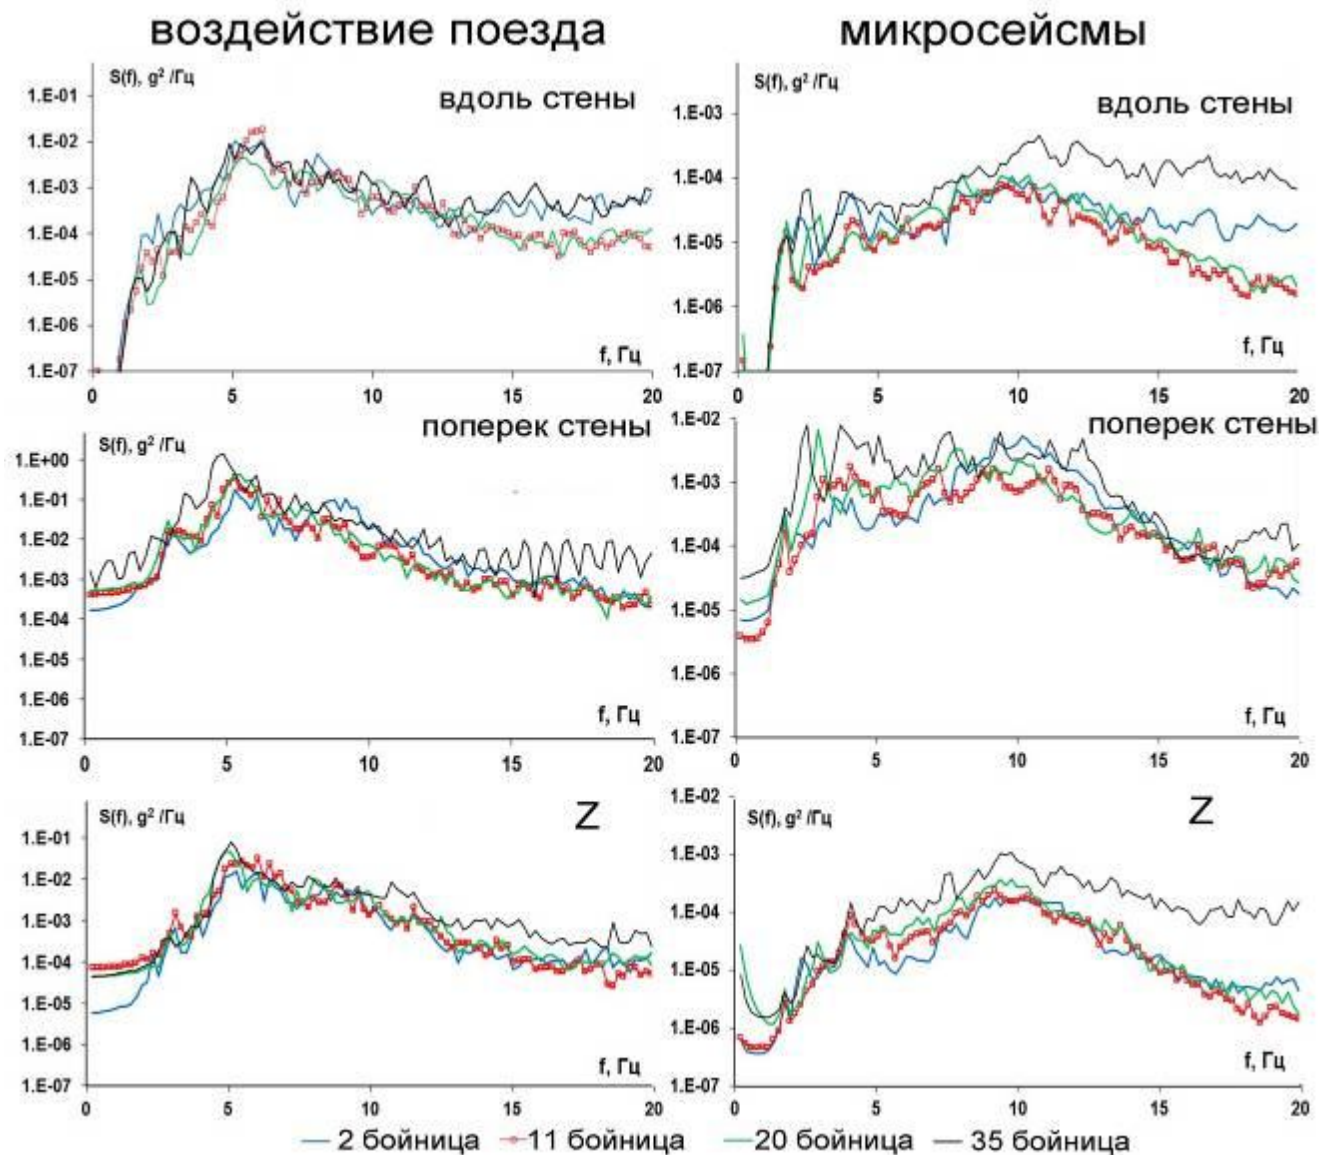 воздействие поезда
микросейсмы
S(f), g² /Гц
вдоль стены
1.E-01
1.E-02
1.E-03
1.E-04
1.E-05
1.E-06
1.E-07
f, Гц
0 5 10 15 20
S(f), g² /Гц
вдоль стены
1.E-03
1.E-04
1.E-05
1.E-06
1.E-07
f, Гц
0 5 10 15 20
S(f), g² /Гц
поперек стены
1.E+00
1.E-01
1.E-02
1.E-03
1.E-04
1.E-05
1.E-06
1.E-07
f, Гц
0 5 10 15 20
S(f), g² /Гц
поперек стены
1.E-02
1.E-03
1.E-04
1.E-05
1.E-06
1.E-07
f, Гц
0 5 10 15 20
S(f), g² /Гц
Z
1.E-01
1.E-02
1.E-03
1.E-04
1.E-05
1.E-06
1.E-07
f, Гц
0 5 10 15 20
S(f), g² /Гц
Z
1.E-02
1.E-03
1.E-04
1.E-05
1.E-06
1.E-07
f, Гц
0 5 10 15 20
2 бойница 11 бойница 20 бойница 35 бойница